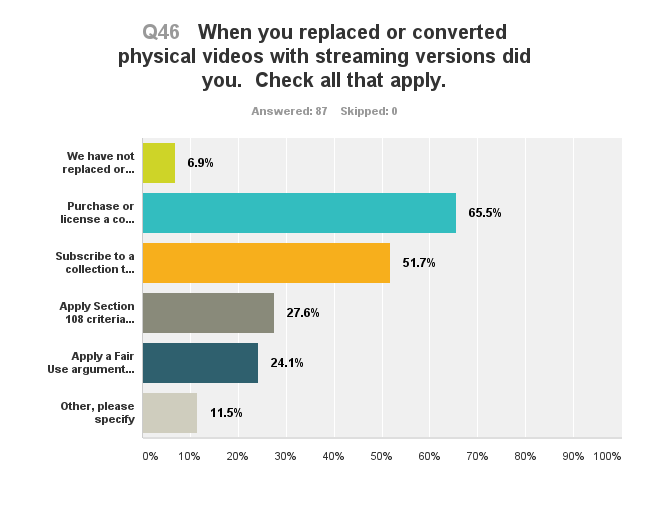 Q46 When you replaced or converted
physical videos with streaming versions did
you. Check all that apply.
Answered: 87 Skipped: 0
We have not
replaced or...
6.9%
Purchase or
license a co...
65.5%
Subscribe to a
collection t...
51.7%
Apply Section
108 criteria...
27.6%
Apply a Fair
Use argument...
24.1%
Other, please
specify
11.5%
0% 10% 20% 30% 40% 50% 60% 70% 80% 90% 100%